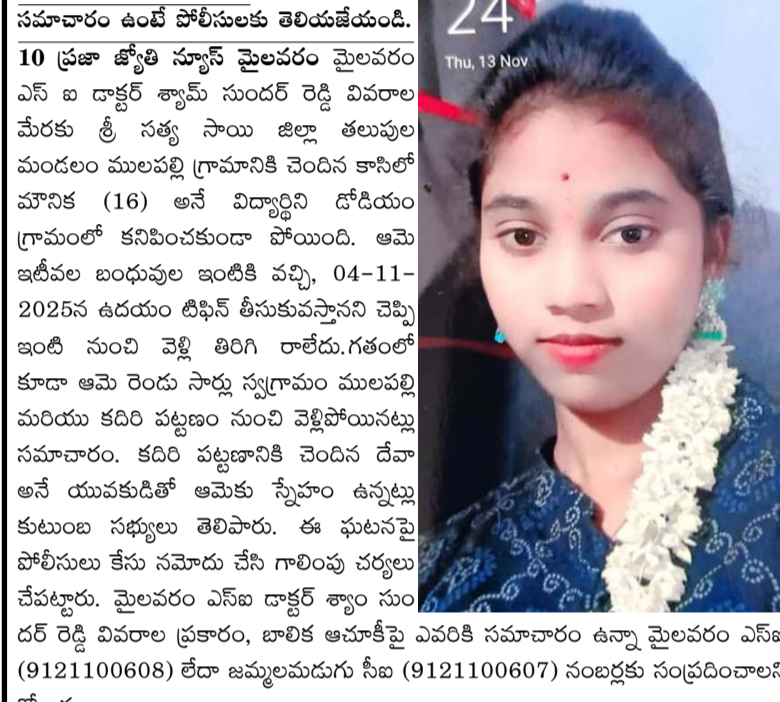 సమాచారం ఉంటే పోలీసులకు తెలియజేయండి.
24
Thu, 13 Nov
10 ప్రజా జ్యోతి న్యూస్ మైలవరం మైలవరం
ఎస్ ఐ డాక్టర్ శ్యామ్ సుందర్ రెడ్డి వివరాల
మేరకు శ్రీ సత్య సాయి జిల్లా తలుపుల
మండలం ములపల్లి గ్రామానికి చెందిన కాసిలో
మౌనిక (16) అనే విద్యార్థిని డోడియం
గ్రామంలో కనిపించకుండా పోయింది. ఆమె
ఇటీవల బంధువుల ఇంటికి వచ్చి, 04-11-
2025న ఉదయం టిఫిన్ తీసుకువస్తానని చెప్పి
ఇంటి నుంచి వెళ్లి తిరిగి రాలేదు.గతంలో
కూడా ఆమె రెండు సార్లు స్వగ్రామం ములపల్లి
మరియు కదిరి పట్టణం నుంచి వెళ్లిపోయినట్లు
సమాచారం. కదిరి పట్టణానికి చెందిన దేవా
అనే యువకుడితో ఆమెకు స్నేహం ఉన్నట్లు
కుటుంబ సభ్యులు తెలిపారు. ఈ ఘటనపై
పోలీసులు కేసు నమోదు చేసి గాలింపు చర్యలు
చేపట్టారు. మైలవరం ఎస్ఐ డాక్టర్ శ్యాం సుం
దర్ రెడ్డి వివరాల ప్రకారం, బాలిక ఆచూకీపై ఎవరికి సమాచారం ఉన్నా మైలవరం ఎస్ఐ
(9121100608) లేదా జమ్మలమడుగు సీఐ (9121100607) నంబర్లకు సంప్రదించాలని